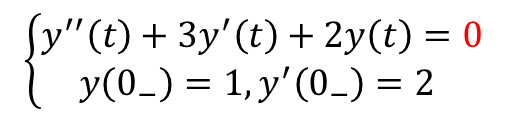 y′′(t) + 3y′(t) + 2y(t) = 0
y(0₋) = 1, y′(0₋) = 2